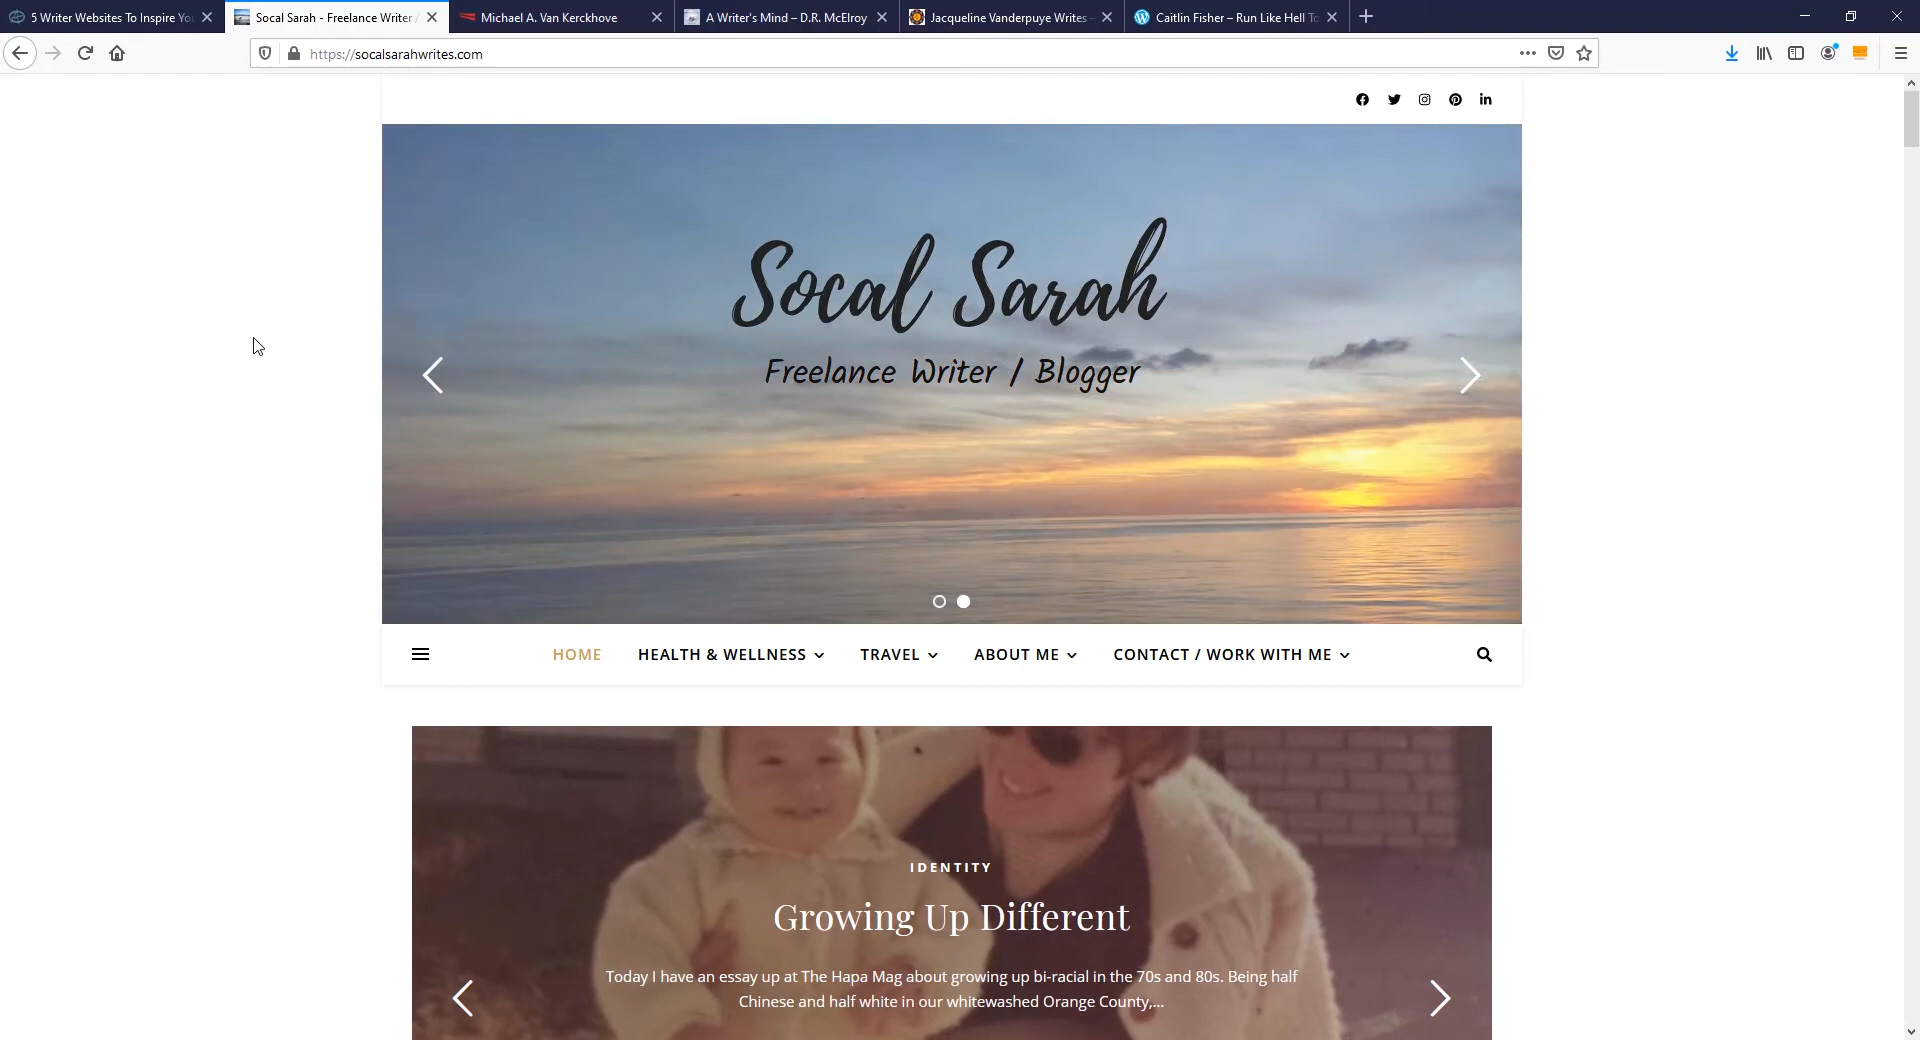 5 Writer Websites To Inspire You
Socal Sarah - Freelance Writer /
Michael A. Van Kerckhove
A Writer's Mind – D.R. McElroy
Jacqueline Vanderpuye Writes –
Caitlin Fisher – Run Like Hell To
https://socalsarahwrites.com
Socal Sarah
Freelance Writer / Blogger
HOME
HEALTH & WELLNESS
TRAVEL
ABOUT ME
CONTACT / WORK WITH ME
IDENTITY
Growing Up Different
Today I have an essay up at The Hapa Mag about growing up bi-racial in the 70s and 80s. Being half
Chinese and half white in our whitewashed Orange County,...